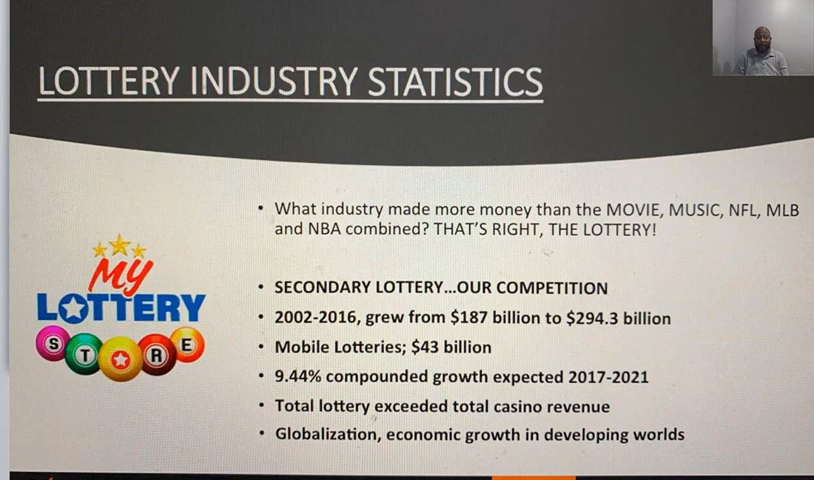 LOTTERY INDUSTRY STATISTICS
• What industry made more money than the MOVIE, MUSIC, NFL, MLB
and NBA combined? THAT'S RIGHT, THE LOTTERY!
MY
LOTTERY
STORE
• SECONDARY LOTTERY...OUR COMPETITION
• 2002-2016, grew from $187 billion to $294.3 billion
• Mobile Lotteries; $43 billion
• 9.44% compounded growth expected 2017-2021
• Total lottery exceeded total casino revenue
• Globalization, economic growth in developing worlds